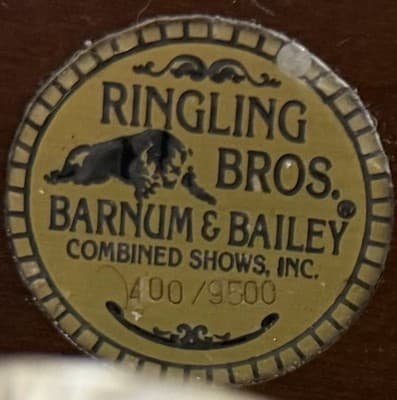 RINGLING
BROS.®
BARNUM & BAILEY
COMBINED SHOWS, INC.
400/9500